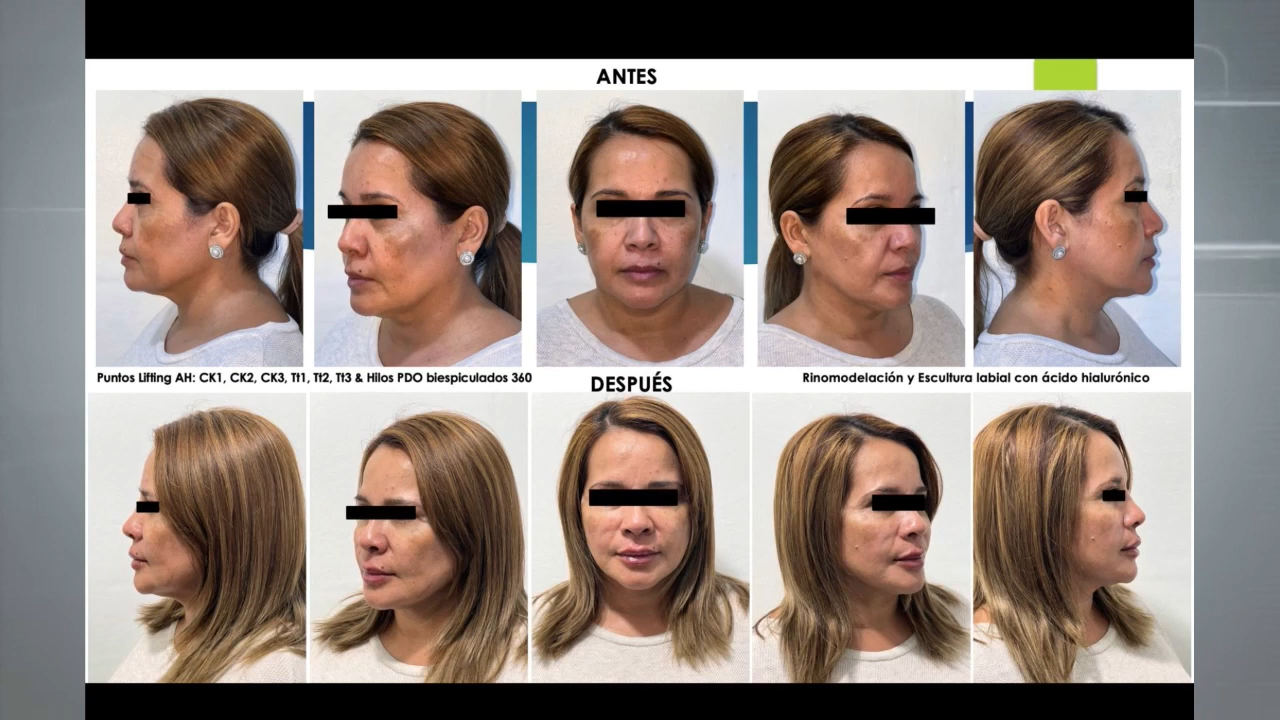 ANTES
Puntos Lifting AH: CK1, CK2, CK3, Tt1, Tt2, Tt3 & Hilos PDO biespiculados 360
Rinomodelación y Escultura labial con ácido hialurónico
DESPUÉS